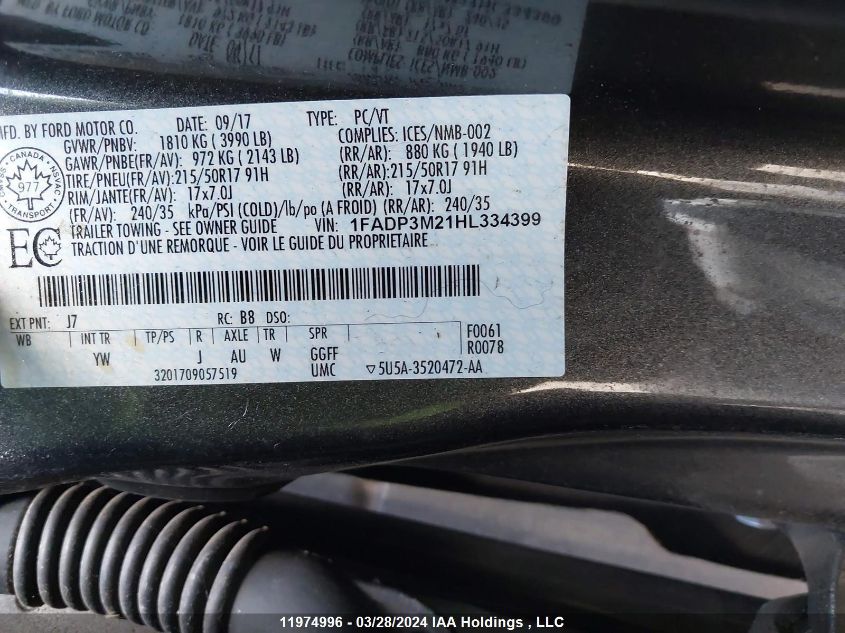 MFD. BY FORD MOTOR CO. DATE: 09/17 TYPE: PC/VT
GVWR/PNBV: 1810 KG ( 3990 LB) COMPLIES: ICES/NMB-002
GAWR/PNBE(FR/AV): 972 KG ( 2143 LB) (RR/AR): 880 KG ( 1940 LB)
TIRE/PNEU(FR/AV):215/50R17 91H (RR/AR):215/50R17 91H
RIM/JANTE(FR/AV): 17x7.0J (RR/AR): 17x7.0J
(FR/AV): 240/35 kPa/PSI (COLD)/lb/po (A FROID) (RR/AR): 240/35
TRAILER TOWING - SEE OWNER GUIDE VIN: 1FADP3M21HL334399
TRACTION D'UNE REMORQUE - VOIR LE GUIDE DU PROPRIETAIRE
CANADA
977
TRANSPORT
EC
EXT PNT: J7 RC: B8 DSO:
WB INT TR TP/PS R AXLE TR SPR F0061
YW J AU W GGFF R0078
3201709057519 UMC ▽5U5A-3520472-AA
11974996 - 03/28/2024 IAA Holdings , LLC